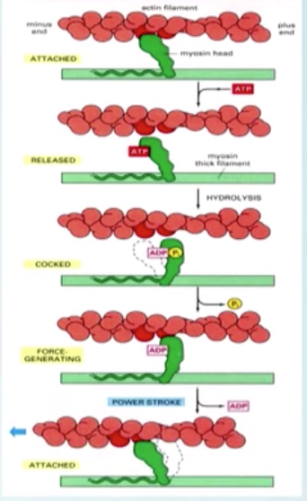 actin filament
minus
end
plus
end
myosin head
ATTACHED
ATP
ATP
RELEASED
myosin
thick filament
HYDROLYSIS
ADP
Pi
COCKED
Pi
ADP
FORCE-
GENERATING
POWER STROKE
ADP
ATTACHED